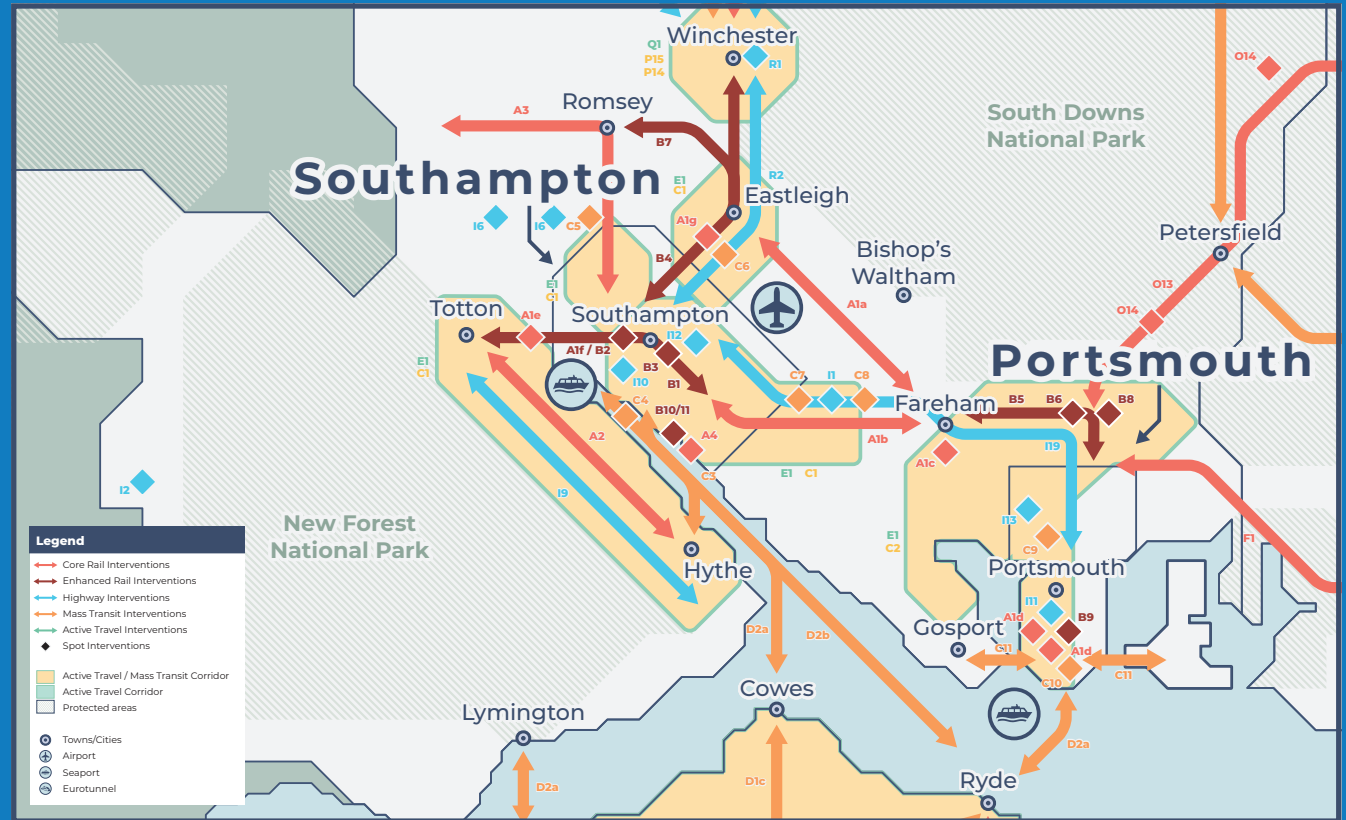 Winchester
Q1
P15
P14
R1
O14
Romsey
A3
B7
South Downs
National Park
Southampton
E1
C1
R2
Eastleigh
I6
I6
C5
A1g
Petersfield
Bishop's
Waltham
B4
C6
E1
C1
O13
A1a
Totton
A1e
Southampton
O14
I12
A1f / B2
Portsmouth
E1
C1
B3
I10
B1
C7
I1
C8
Fareham
B5
B6
B8
C4
B10/11
A2
A4
A1b
I19
A1c
C3
E1
C1
I2
I9
New Forest
National Park
I13
E1
C2
C9
F1
Legend
Core Rail Interventions
Enhanced Rail Interventions
Highway Interventions
Mass Transit Interventions
Active Travel Interventions
Spot Interventions
Active Travel / Mass Transit Corridor
Active Travel Corridor
Protected areas
Towns/Cities
Airport
Seaport
Eurotunnel
Hythe
Portsmouth
I11
A1d
B9
Gosport
D2a
D2b
C11
A1d
C11
C10
Cowes
Lymington
D2a
D2a
D1c
Ryde